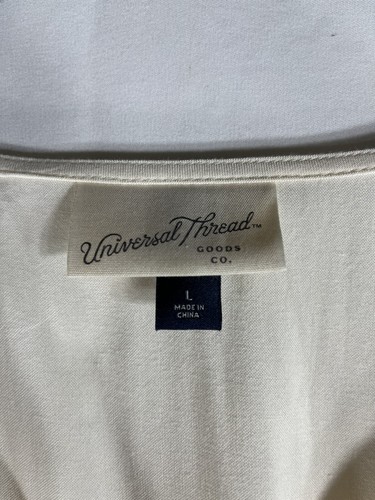 Universal Thread™
GOODS
CO.
L
MADE IN
CHINA